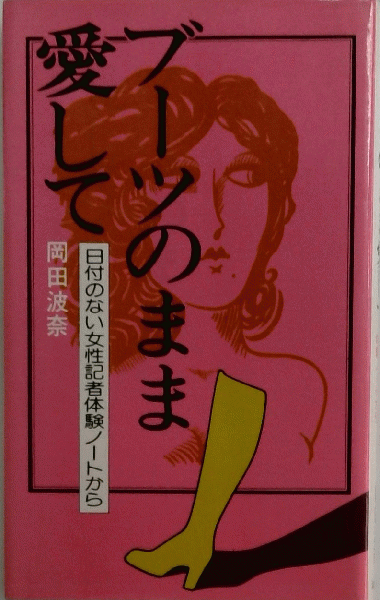 ブーツのまま
愛して
岡田波奈
日付のない女性記者体験ノートから